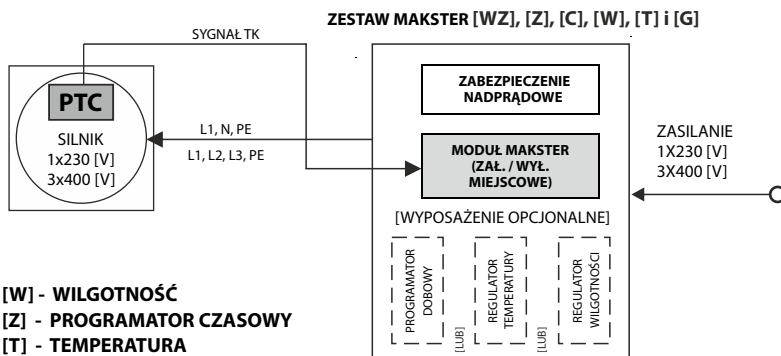 ZESTAW MAKSTER [WZ], [Z], [C], [W], [T] i [G]
SYGNAŁ TK
PTC
SILNIK
1x230 [V]
3x400 [V]
L1, N, PE
L1, L2, L3, PE
ZABEZPIECZENIE
NADPRĄDOWE
MODUŁ MAKSTER
(ZAŁ. / WYŁ.
MIEJSCOWE)
ZASILANIE
1X230 [V]
3X400 [V]
[WYPOSAŻENIE OPCJONALNE]
PROGRAMATOR
DOBOWY
[LUB]
REGULATOR
TEMPERATURY
[LUB]
REGULATOR
WILGOTNOŚCI
[W] - WILGOTNOŚĆ
[Z] - PROGRAMATOR CZASOWY
[T] - TEMPERATURA